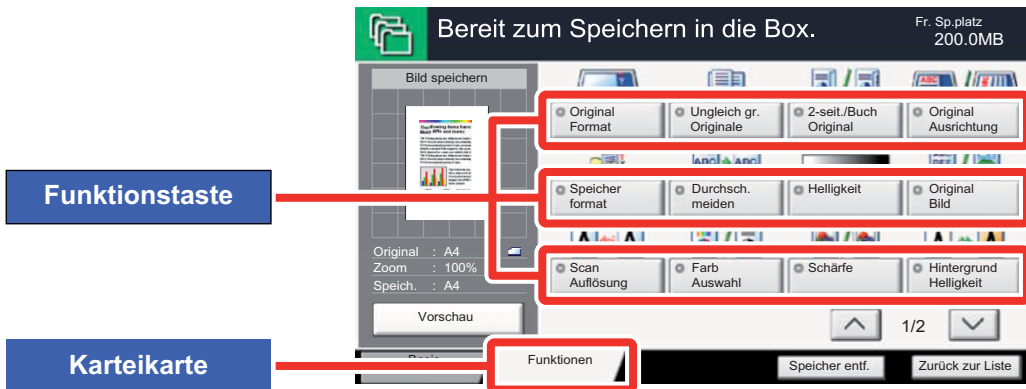 Bereit zum Speichern in die Box.
Fr. Sp.platz
200.0MB
Bild speichern
Original
Format
Ungleich gr.
Originale
2-seit./Buch
Original
Original
Ausrichtung
Funktionstaste
Speicher
format
Durchsch.
meiden
Helligkeit
Original
Bild
Original : A4
Zoom : 100%
Speich. : A4
Scan
Auflösung
Farb
Auswahl
Schärfe
Hintergrund
Helligkeit
Vorschau
1/2
Karteikarte
Funktionen
Speicher entf.
Zurück zur Liste